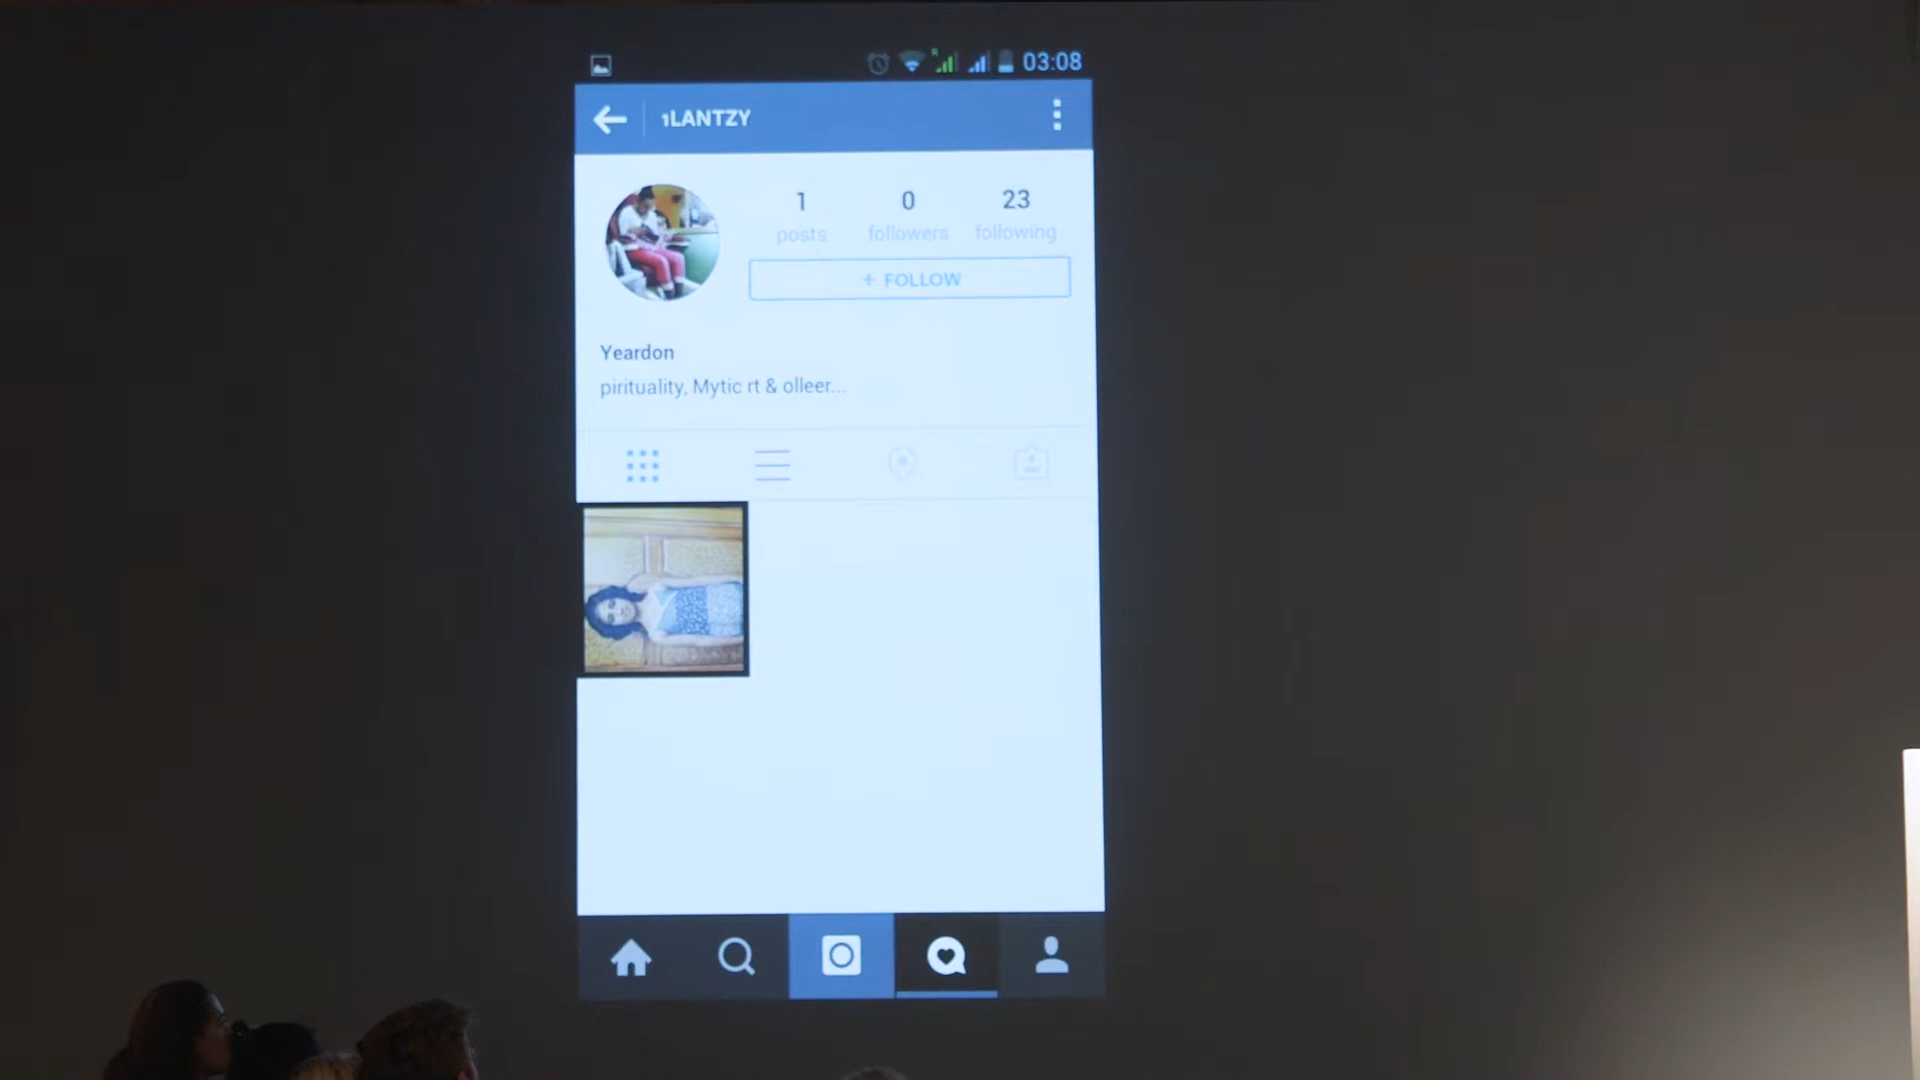 03:08
1LANTZY
1 0 23
posts followers following
+ FOLLOW
Yeardon
pirituality, Mytic rt & olleer...